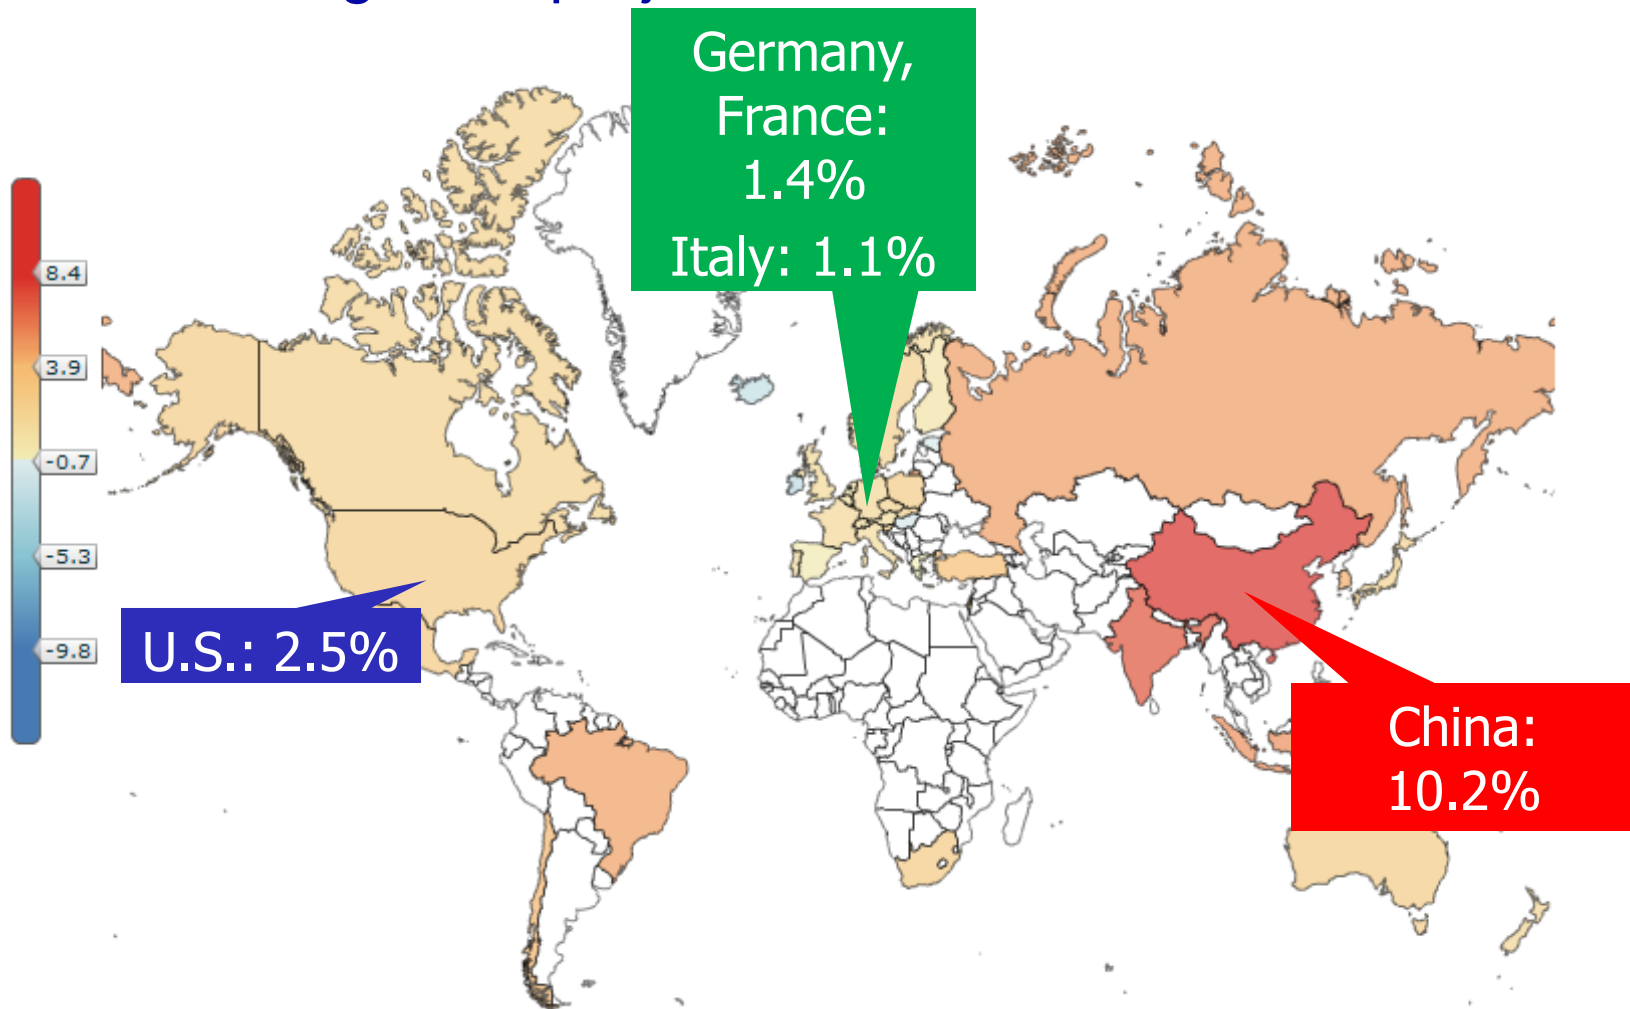 Germany,
France:
1.4%
Italy: 1.1%
8.4
3.9
-0.7
-5.3
-9.8
U.S.: 2.5%
China:
10.2%